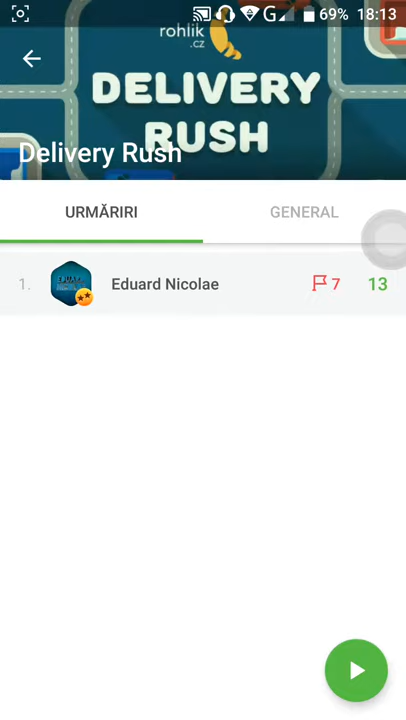 G 69% 18:13
rohlik
.cz
DELIVERY
RUSH
Delivery Rush
URMĂRIRI
GENERAL
1. Eduard Nicolae 7 13